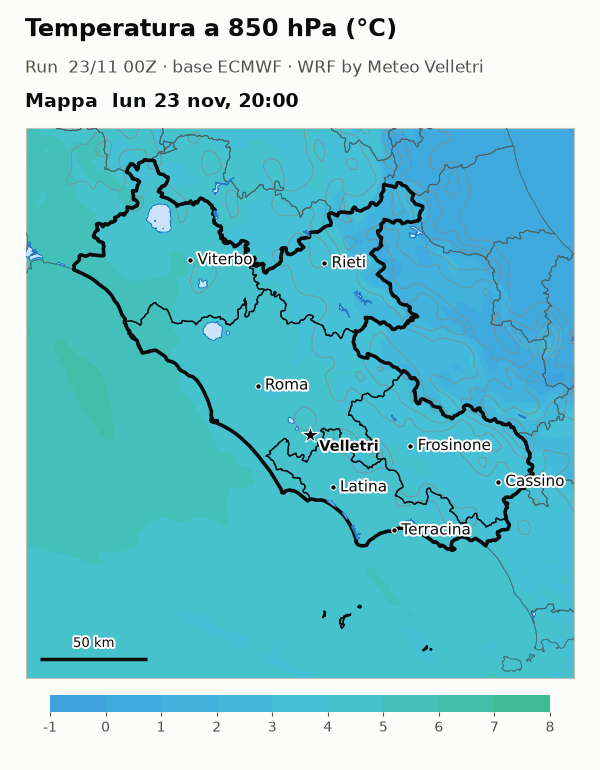 Temperatura a 850 hPa (°C)
Run  23/11 00Z · base ECMWF · WRF by Meteo Velletri
Mappa  lun 23 nov, 20:00
Viterbo
Rieti
Roma
Velletri
Frosinone
Cassino
Latina
Terracina
50 km
-1 0 1 2 3 4 5 6 7 8